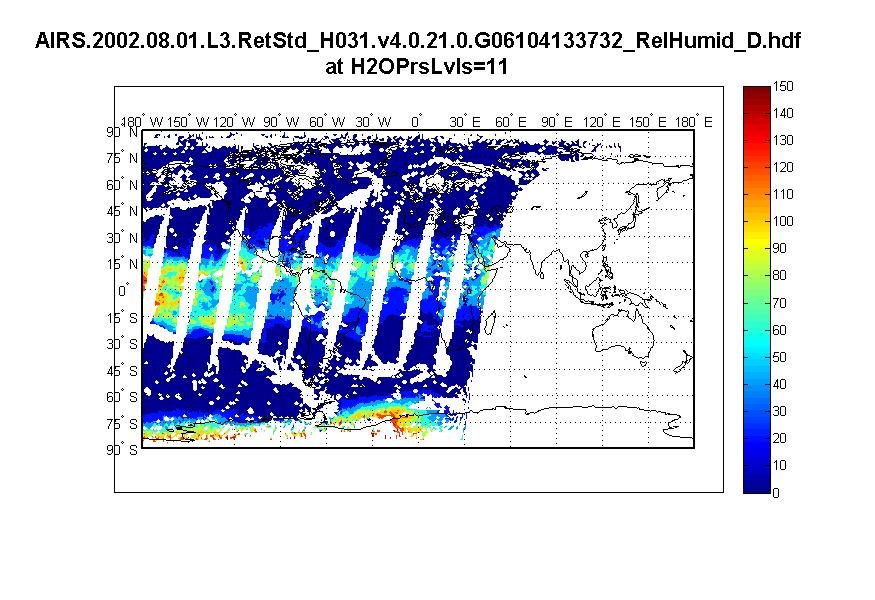 AIRS.2002.08.01.L3.RetStd_H031.v4.0.21.0.G06104133732_RelHumid_D.hdf
at H2OPrsLvls=11
180° W 150° W 120° W 90° W 60° W 30° W 0° 30° E 60° E 90° E 120° E 150° E 180° E
90° N
75° N
60° N
45° N
30° N
15° N
0°
15° S
30° S
45° S
60° S
75° S
90° S
150
140
130
120
110
100
90
80
70
60
50
40
30
20
10
0